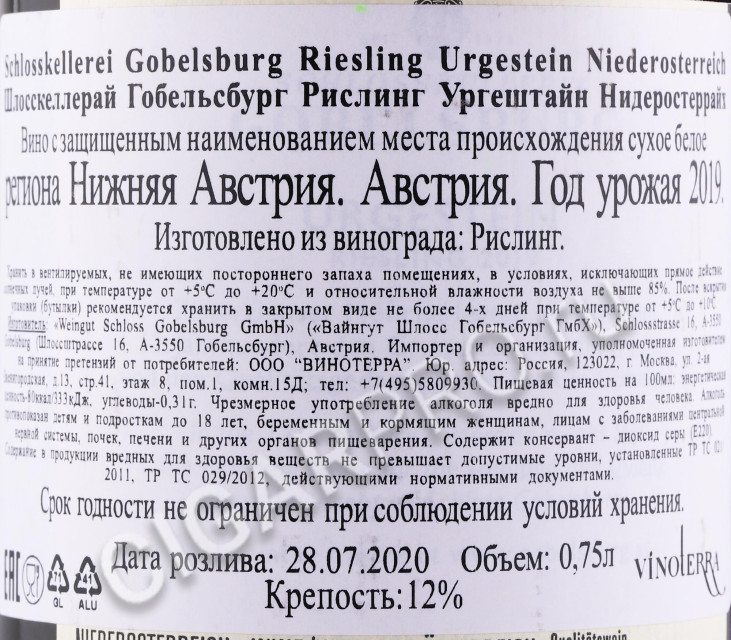 Schlosskellerei Gobelsburg Riesling Urgestein Niederosterreich
Шлосскеллерай Гобельсбург Рислинг Ургештайн Нидеростеррайх
Вино с защищенным наименованием места происхождения сухое белое
региона Нижняя Австрия. Австрия. Год урожая 2019.
Изготовлено из винограда: Рислинг.
Хранить в вентилируемых, не имеющих постороннего запаха помещениях, в условиях, исключающих прямое действие
солнечных лучей, при температуре от +5°C до +20°C и относительной влажности воздуха не выше 85%. После вскрытия
упаковки (бутылки) рекомендуется хранить в закрытом виде не более 4-х дней при температуре от +5°C до +10°C.
Изготовитель: «Weingut Schloss Gobelsburg GmbH» («Вайнгут Шлосс Гобельсбург ГмбХ»), Schlossstrasse 16, A-3550
Gobelsburg (Шлоссштрассе 16, А-3550 Гобельсбург), Австрия. Импортер и организация, уполномоченная изготовителем
на принятие претензий от потребителей: ООО "ВИНОТЕРРА". Юр. адрес: Россия, 123022, г. Москва, ул. 2-ая
Звенигородская, д.13, стр.41, этаж 8, пом.1, комн.15Д; тел: +7(495)5809930. Пищевая ценность на 100мл: энергетическая
ценность-80ккал/333кДж, углеводы-0,31г. Чрезмерное употребление алкоголя вредно для здоровья человека. Алкоголь
противопоказан детям и подросткам до 18 лет, беременным и кормящим женщинам, лицам с заболеваниями центральной
нервной системы, почек, печени и других органов пищеварения. Содержит консервант – диоксид серы (E220)
Содержание в продукции вредных для здоровья веществ не превышает допустимые уровни, установленные ТР ТС 021
2011, ТР ТС 029/2012, действующими нормативными документами.
Срок годности не ограничен при соблюдении условий хранения.
EAC 71 GL 41 ALU Дата розлива: 28.07.2020 Объем: 0,75л vinoTERRA
Крепость:12%
NIEDERÖSTERREICH Qualitätswein
CIGARPRO.RU